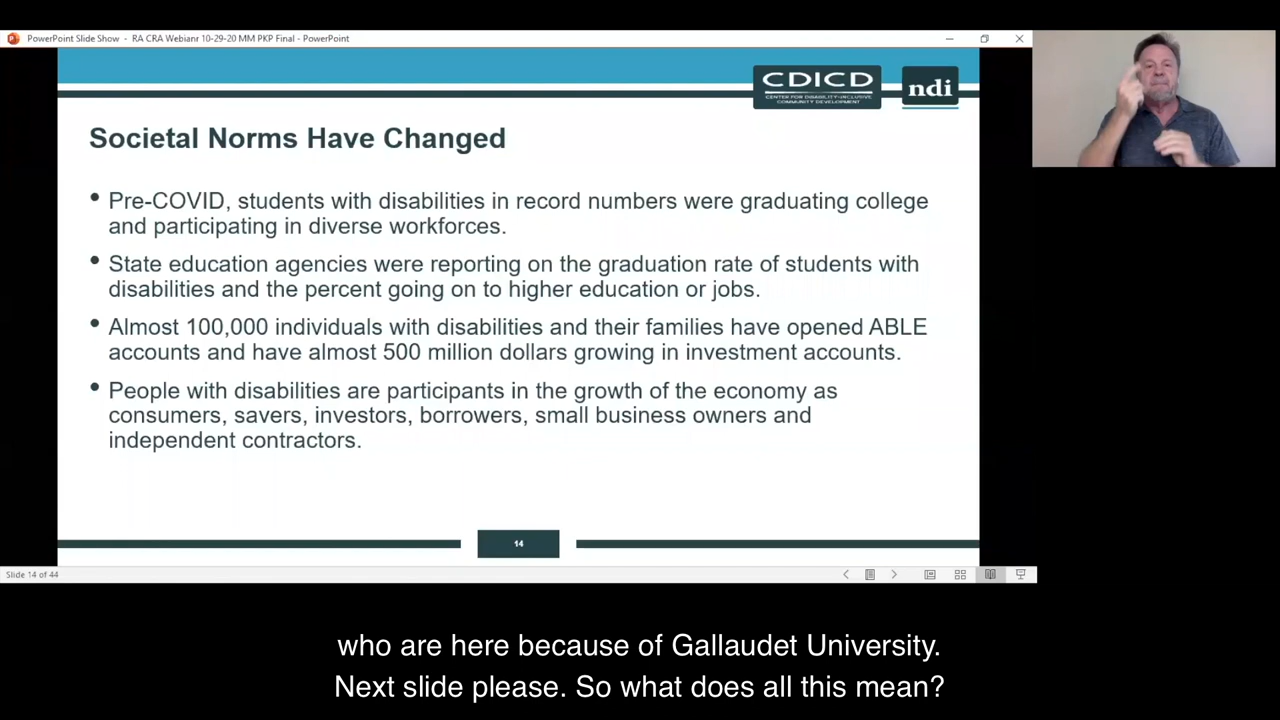 PowerPoint Slide Show - RA CRA Webianr 10-29-20 MM PKP Final - PowerPoint
CDICD
CENTER FOR DISABILITY-INCLUSIVE
COMMUNITY DEVELOPMENT
ndi
Societal Norms Have Changed
• Pre-COVID, students with disabilities in record numbers were graduating college
and participating in diverse workforces.
• State education agencies were reporting on the graduation rate of students with
disabilities and the percent going on to higher education or jobs.
• Almost 100,000 individuals with disabilities and their families have opened ABLE
accounts and have almost 500 million dollars growing in investment accounts.
• People with disabilities are participants in the growth of the economy as
consumers, savers, investors, borrowers, small business owners and
independent contractors.
14
Slide 14 of 44
who are here because of Gallaudet University.
Next slide please. So what does all this mean?